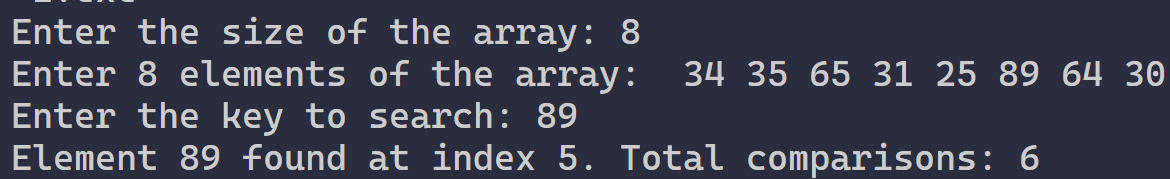 Enter the size of the array: 8
Enter 8 elements of the array:  34 35 65 31 25 89 64 30
Enter the key to search: 89
Element 89 found at index 5. Total comparisons: 6